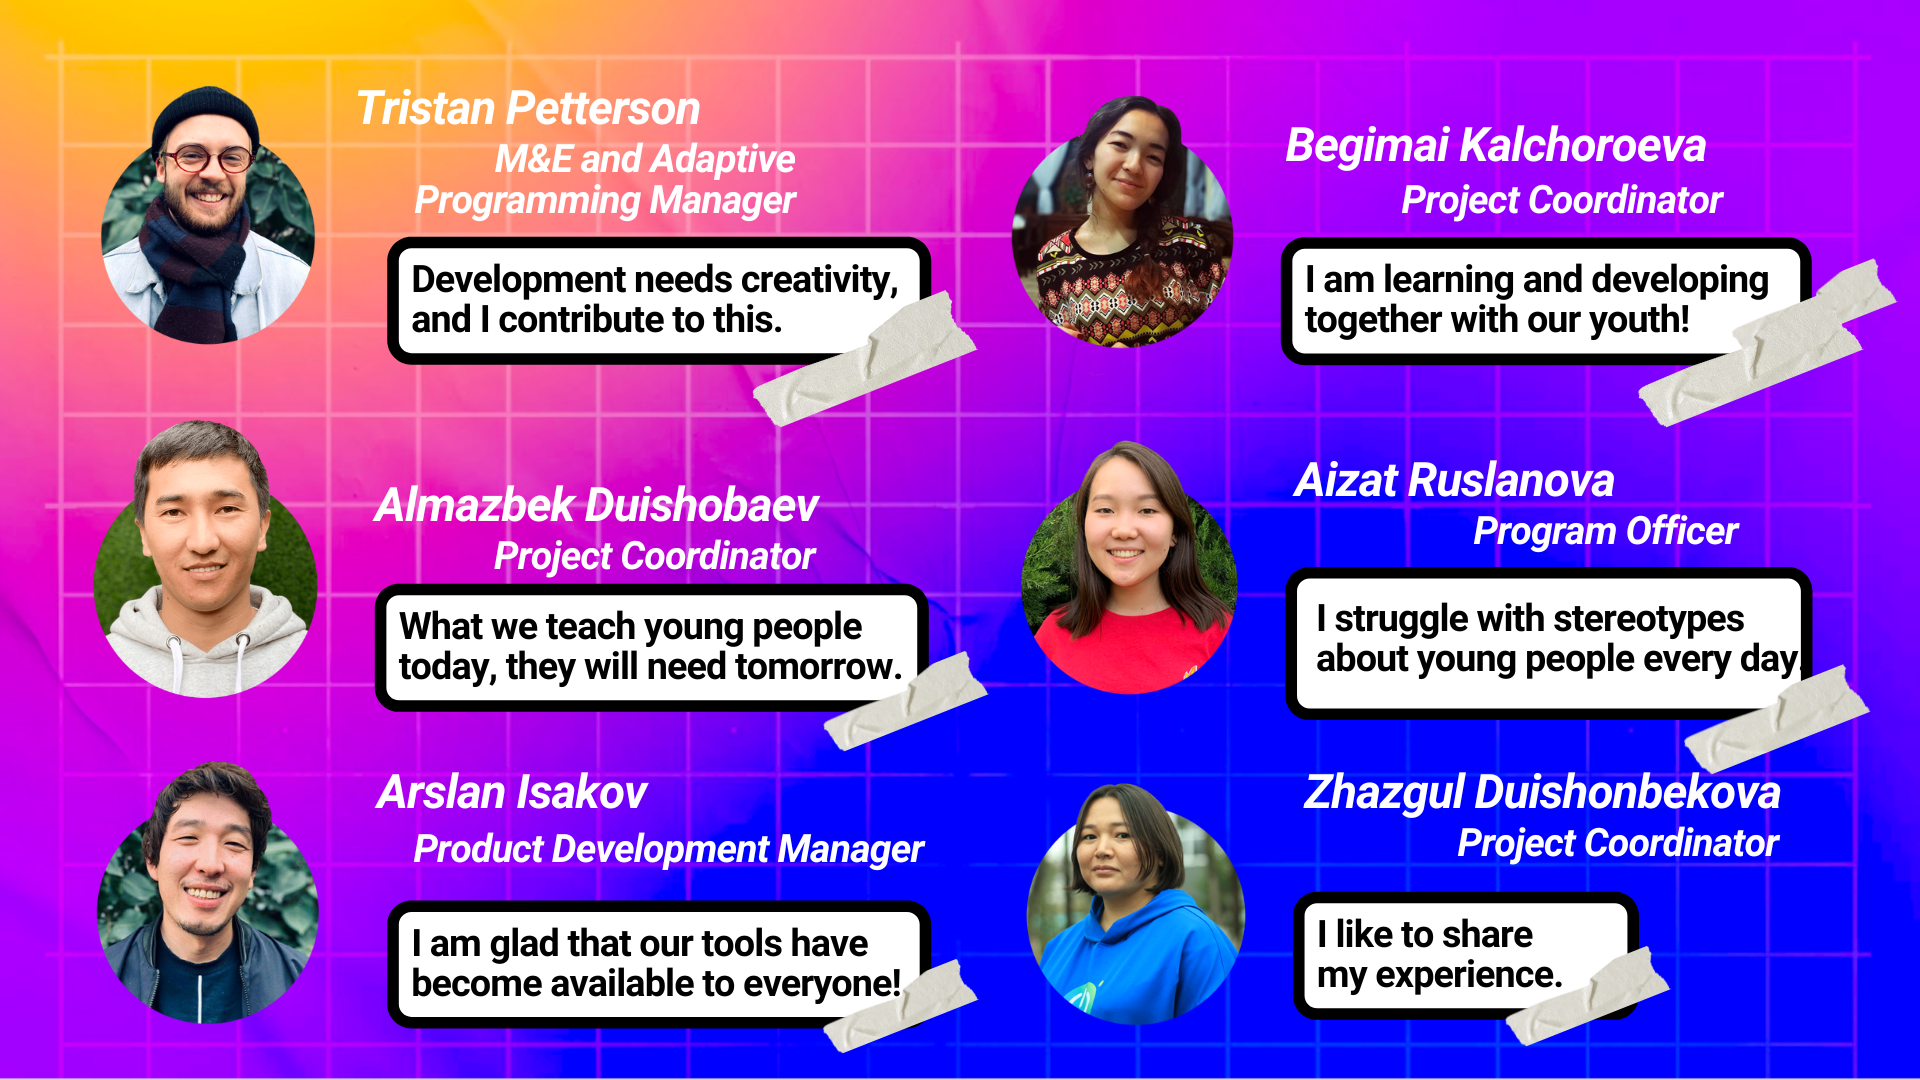 Tristan Petterson
M&E and Adaptive
Programming Manager
Development needs creativity,
and I contribute to this.
Begimai Kalchoroeva
Project Coordinator
I am learning and developing
together with our youth!
Almazbek Duishobaev
Project Coordinator
What we teach young people
today, they will need tomorrow.
Aizat Ruslanova
Program Officer
I struggle with stereotypes
about young people every day.
Arslan Isakov
Product Development Manager
I am glad that our tools have
become available to everyone!
Zhazgul Duishonbekova
Project Coordinator
I like to share
my experience.